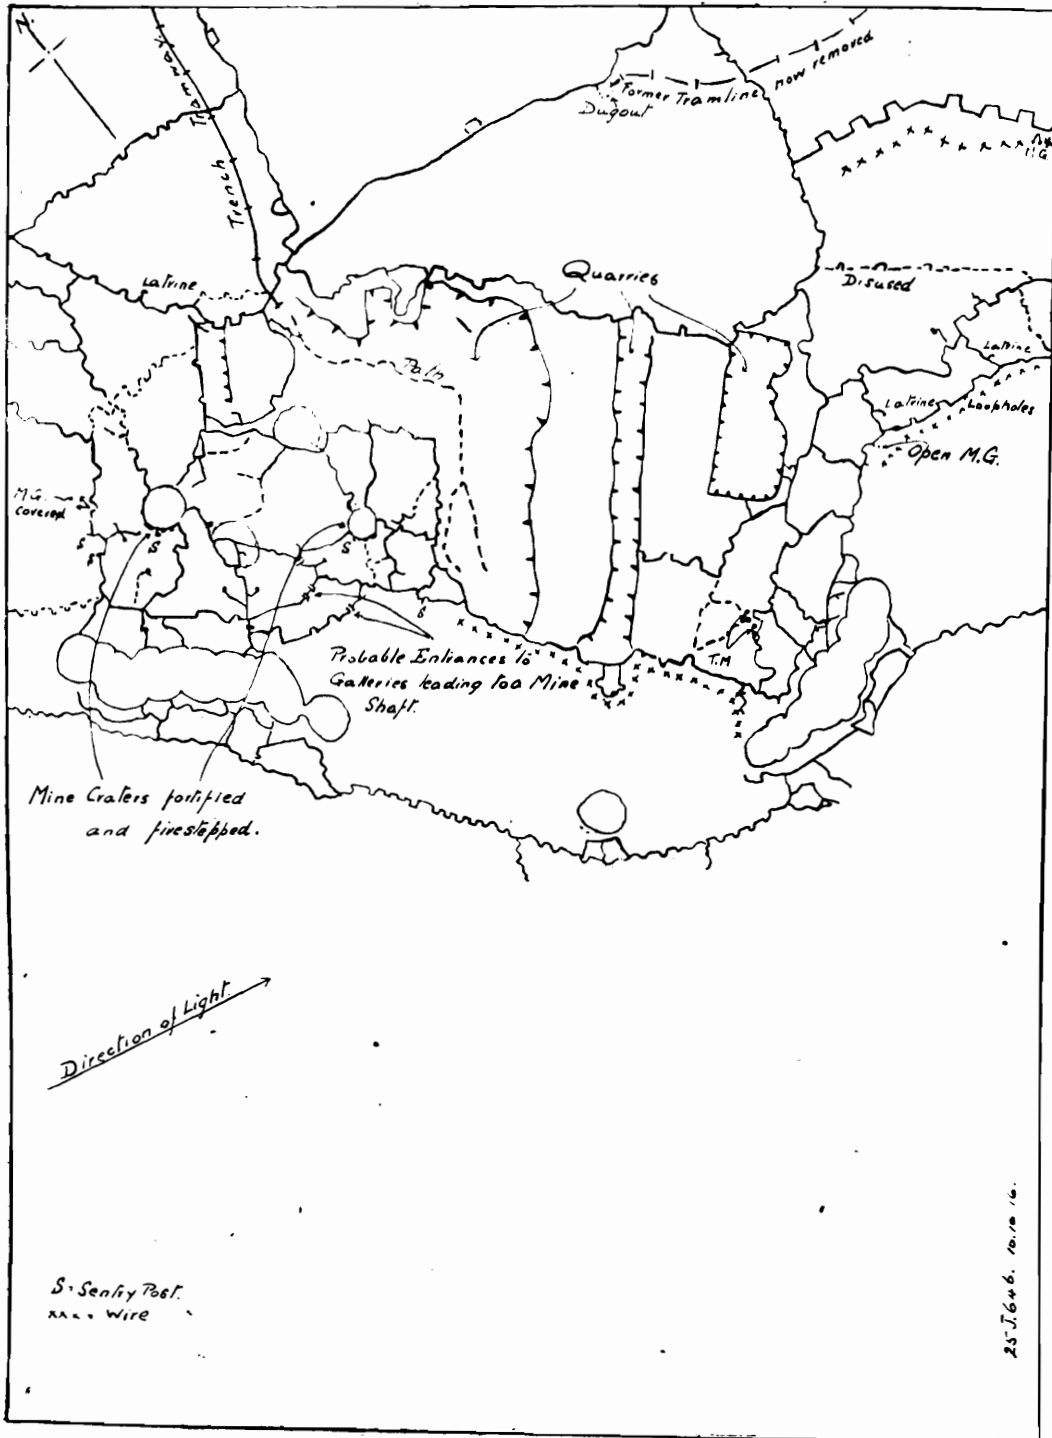 N
Tramway
Trench
Former Tramline now removed
Dugout
M.G.
Latrine
Quarries
Disused
Path
Latrine
Latrine
Loopholes
Open M.G.
M.G.
covered
S
S
S
S
S
S
T.M
Probable Entrances to
Galleries leading to a Mine
Shaft.
Mine Craters fortified
and firestepped.
Direction of Light.
S = Sentry Post.
xxxx Wire
25.J.646. 10.10.16.